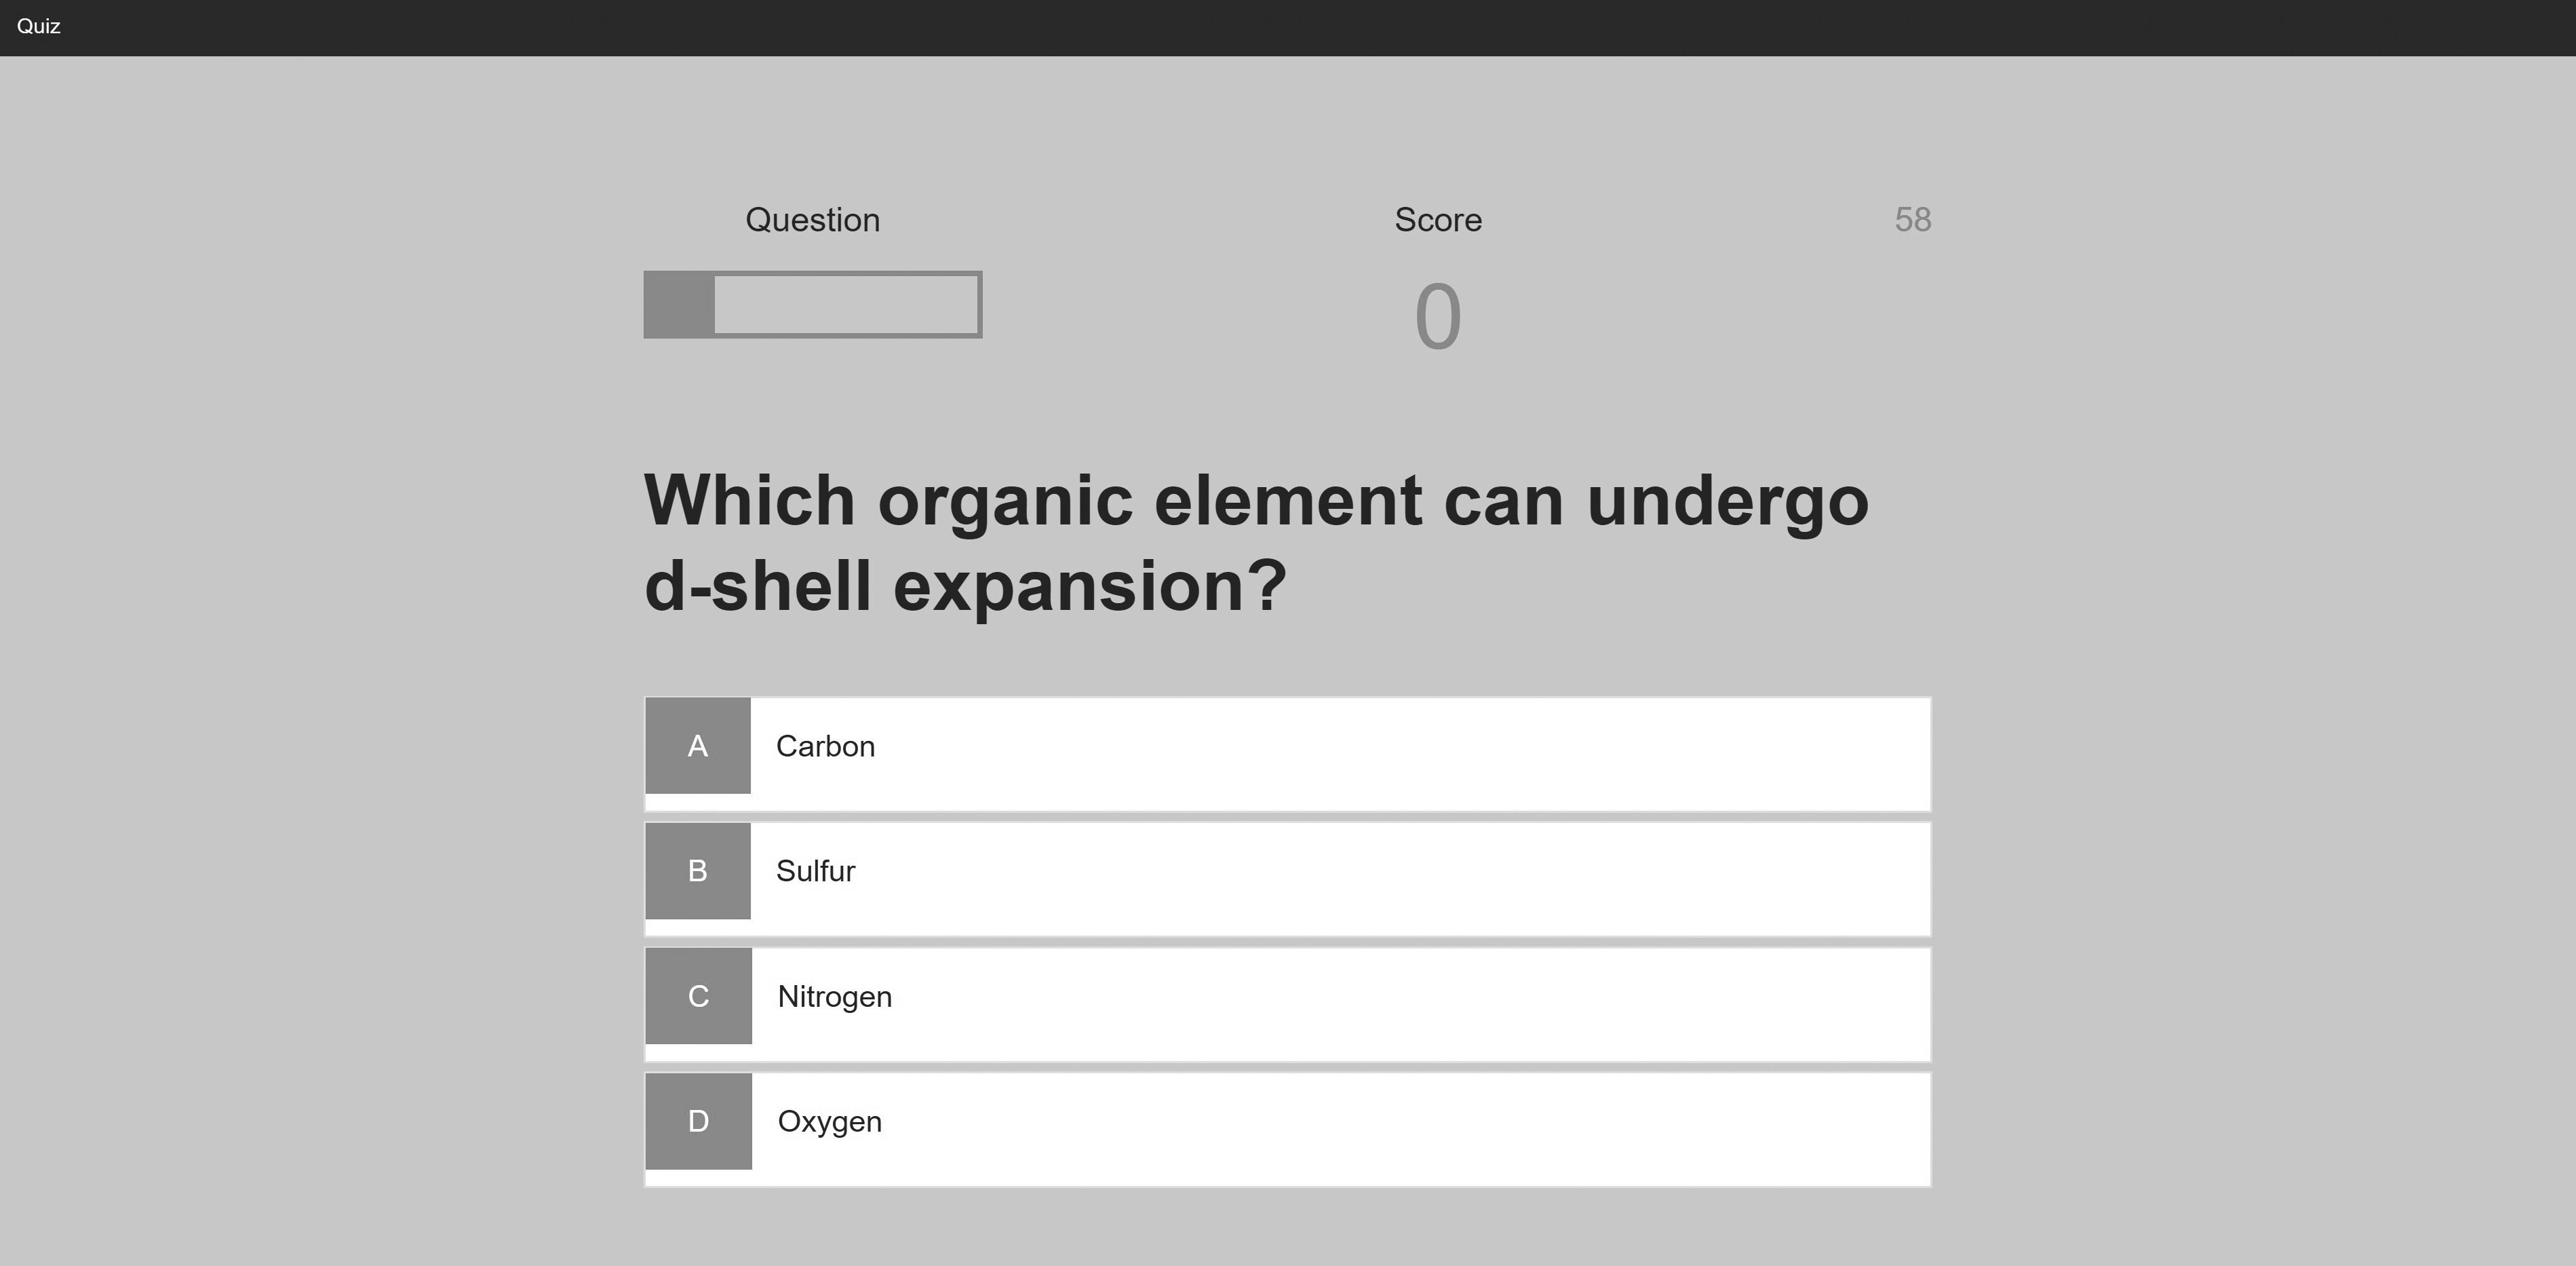 Quiz
Question
Score
58
0
Which organic element can undergo
d-shell expansion?
A
Carbon
B
Sulfur
C
Nitrogen
D
Oxygen